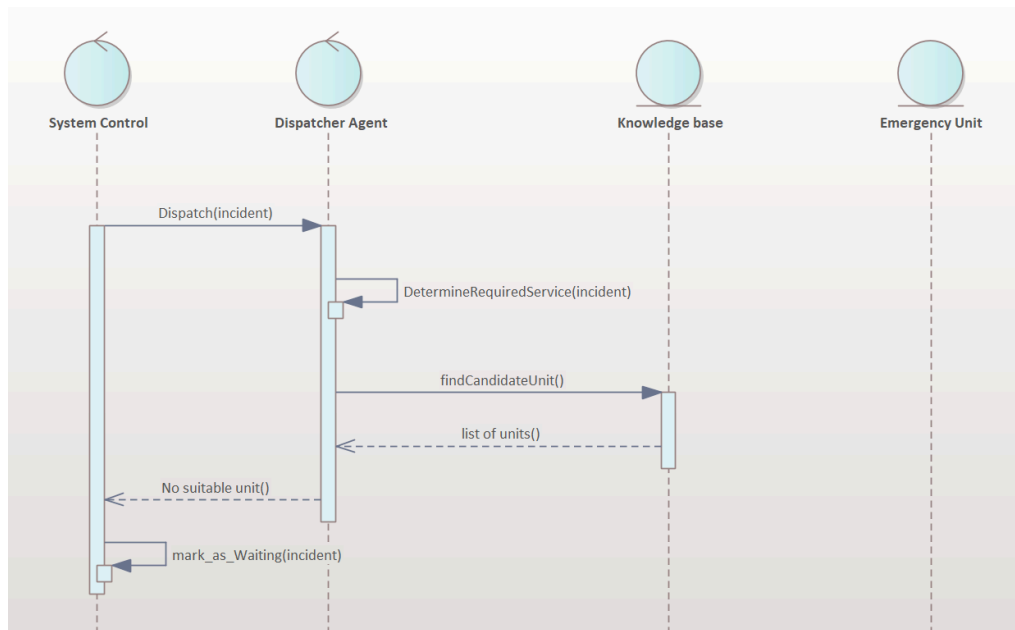 System Control
Dispatcher Agent
Knowledge base
Emergency Unit
Dispatch(incident)
DetermineRequiredService(incident)
findCandidateUnit()
list of units()
No suitable unit()
mark_as_Waiting(incident)